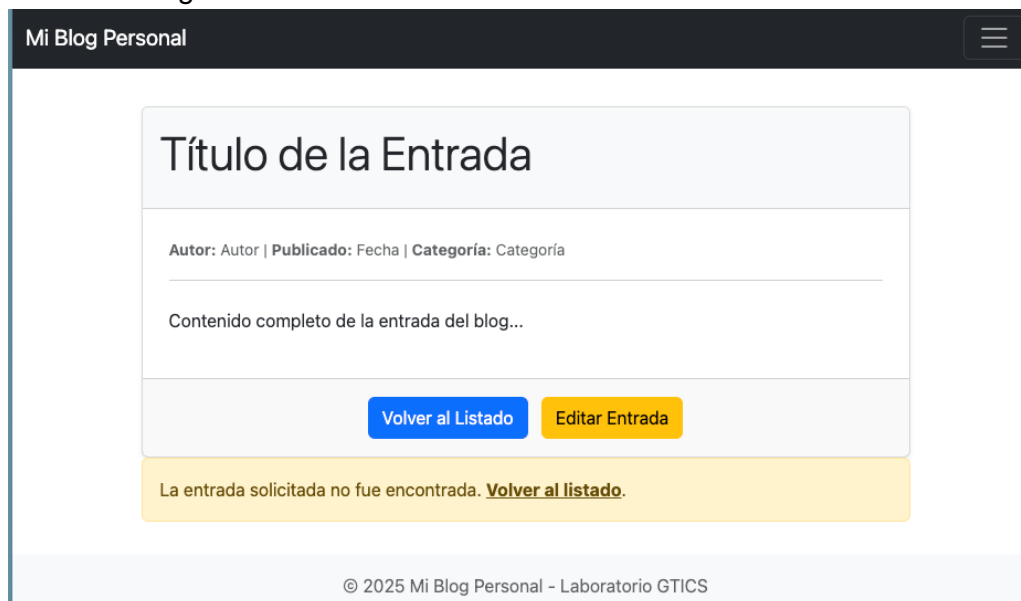 Mi Blog Personal
Título de la Entrada
Autor: Autor | Publicado: Fecha | Categoría: Categoría
Contenido completo de la entrada del blog...
Volver al Listado Editar Entrada
La entrada solicitada no fue encontrada. Volver al listado.
© 2025 Mi Blog Personal - Laboratorio GTICS